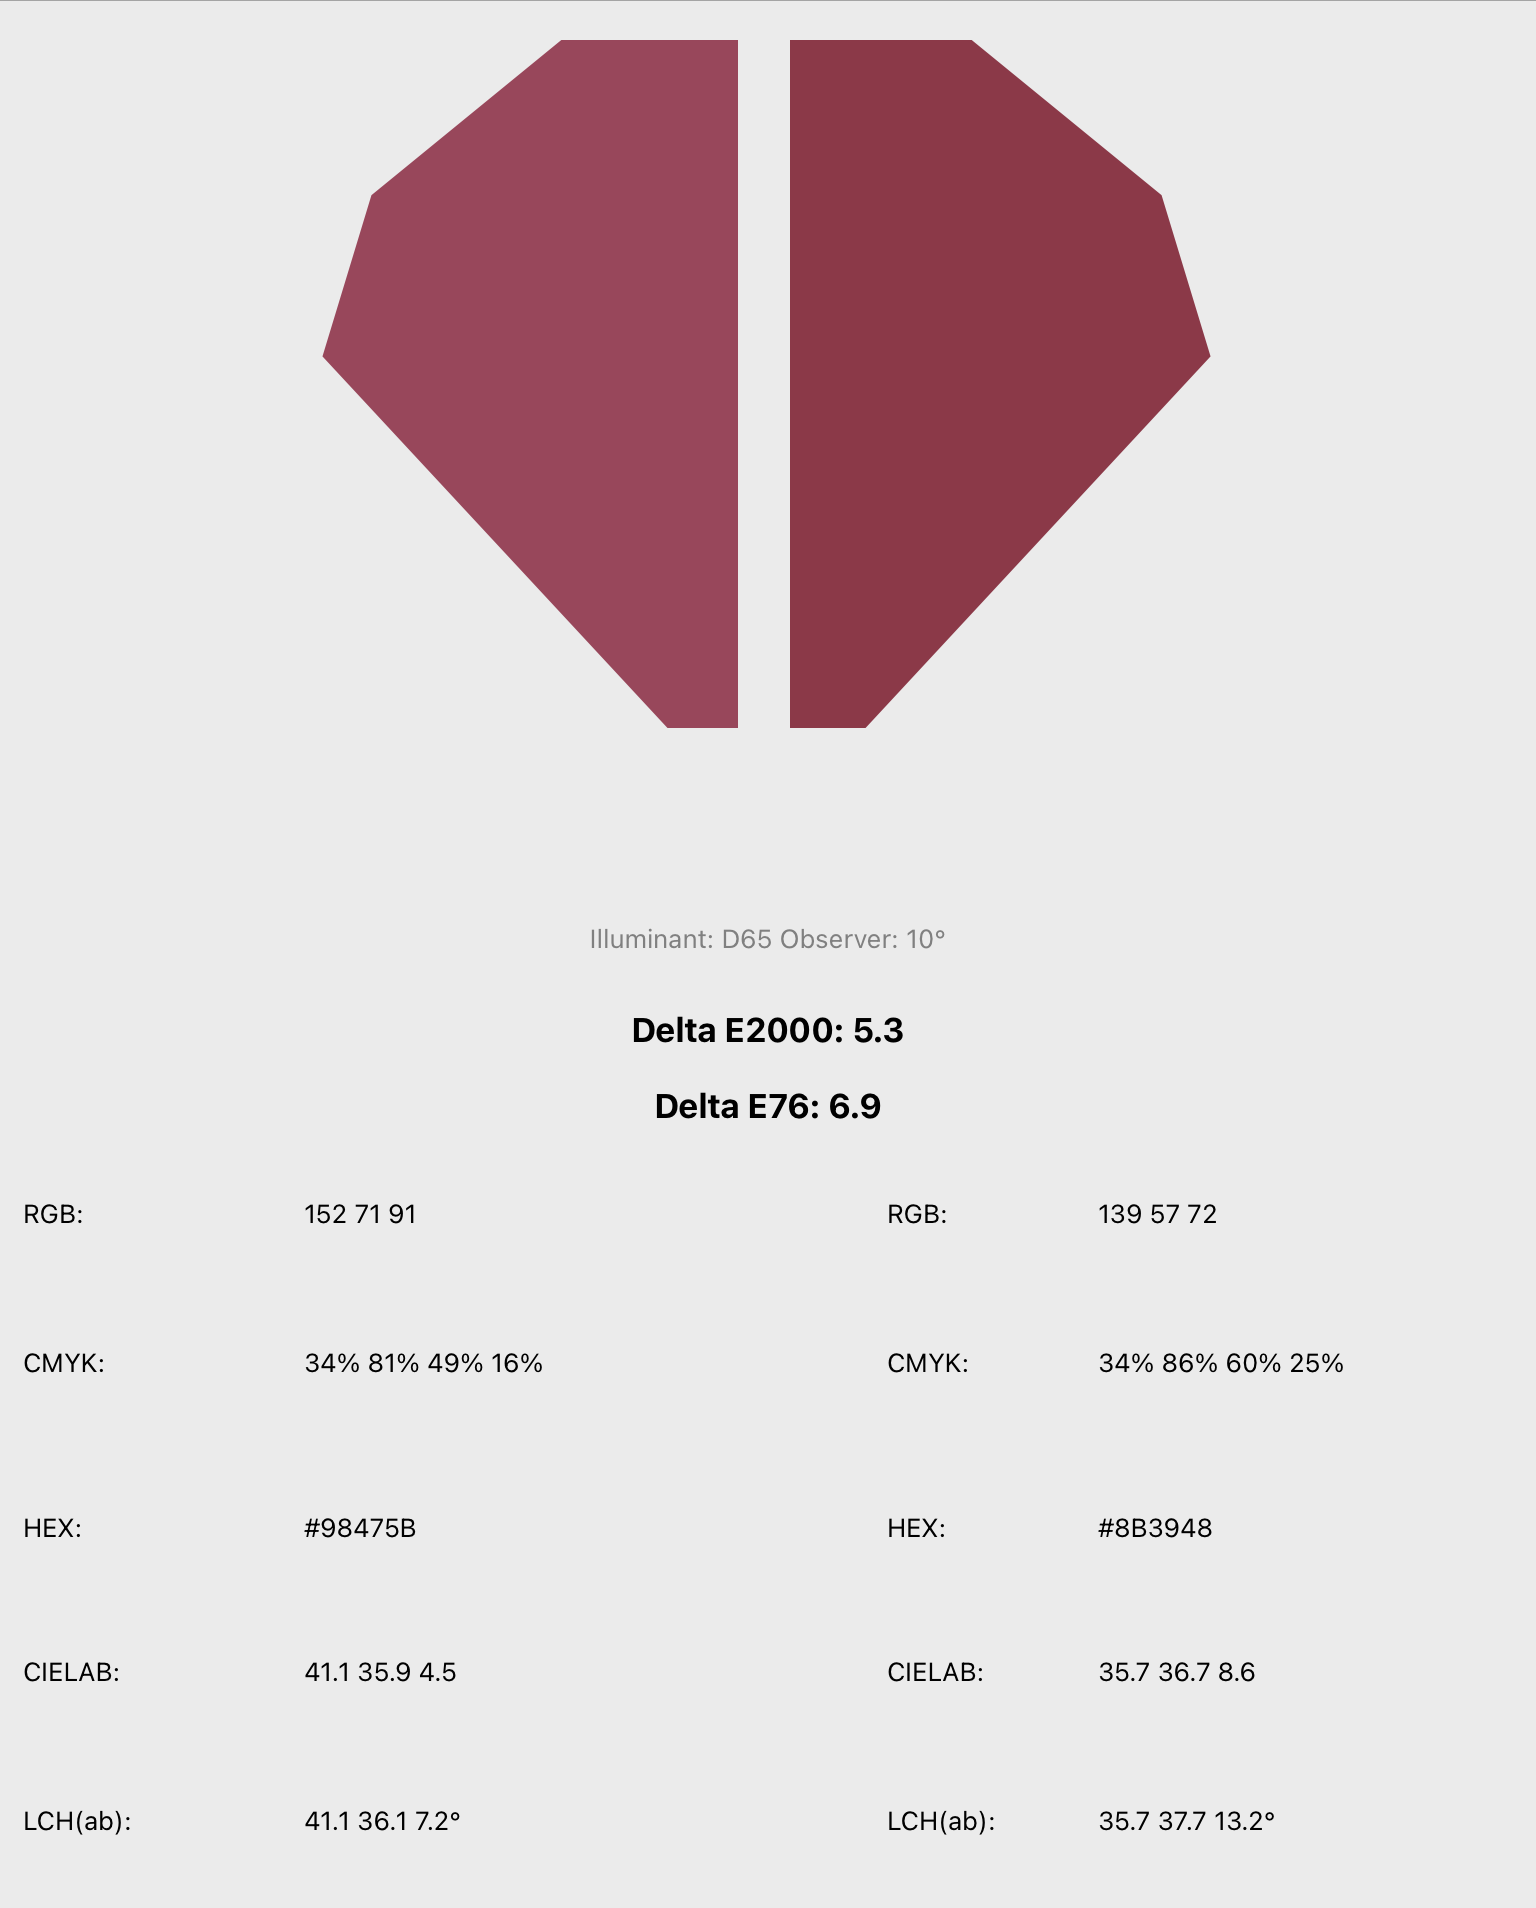 Illuminant: D65 Observer: 10°
Delta E2000: 5.3
Delta E76: 6.9
RGB: 152 71 91 RGB: 139 57 72
CMYK: 34% 81% 49% 16% CMYK: 34% 86% 60% 25%
HEX: #98475B HEX: #8B3948
CIELAB: 41.1 35.9 4.5 CIELAB: 35.7 36.7 8.6
LCH(ab): 41.1 36.1 7.2° LCH(ab): 35.7 37.7 13.2°